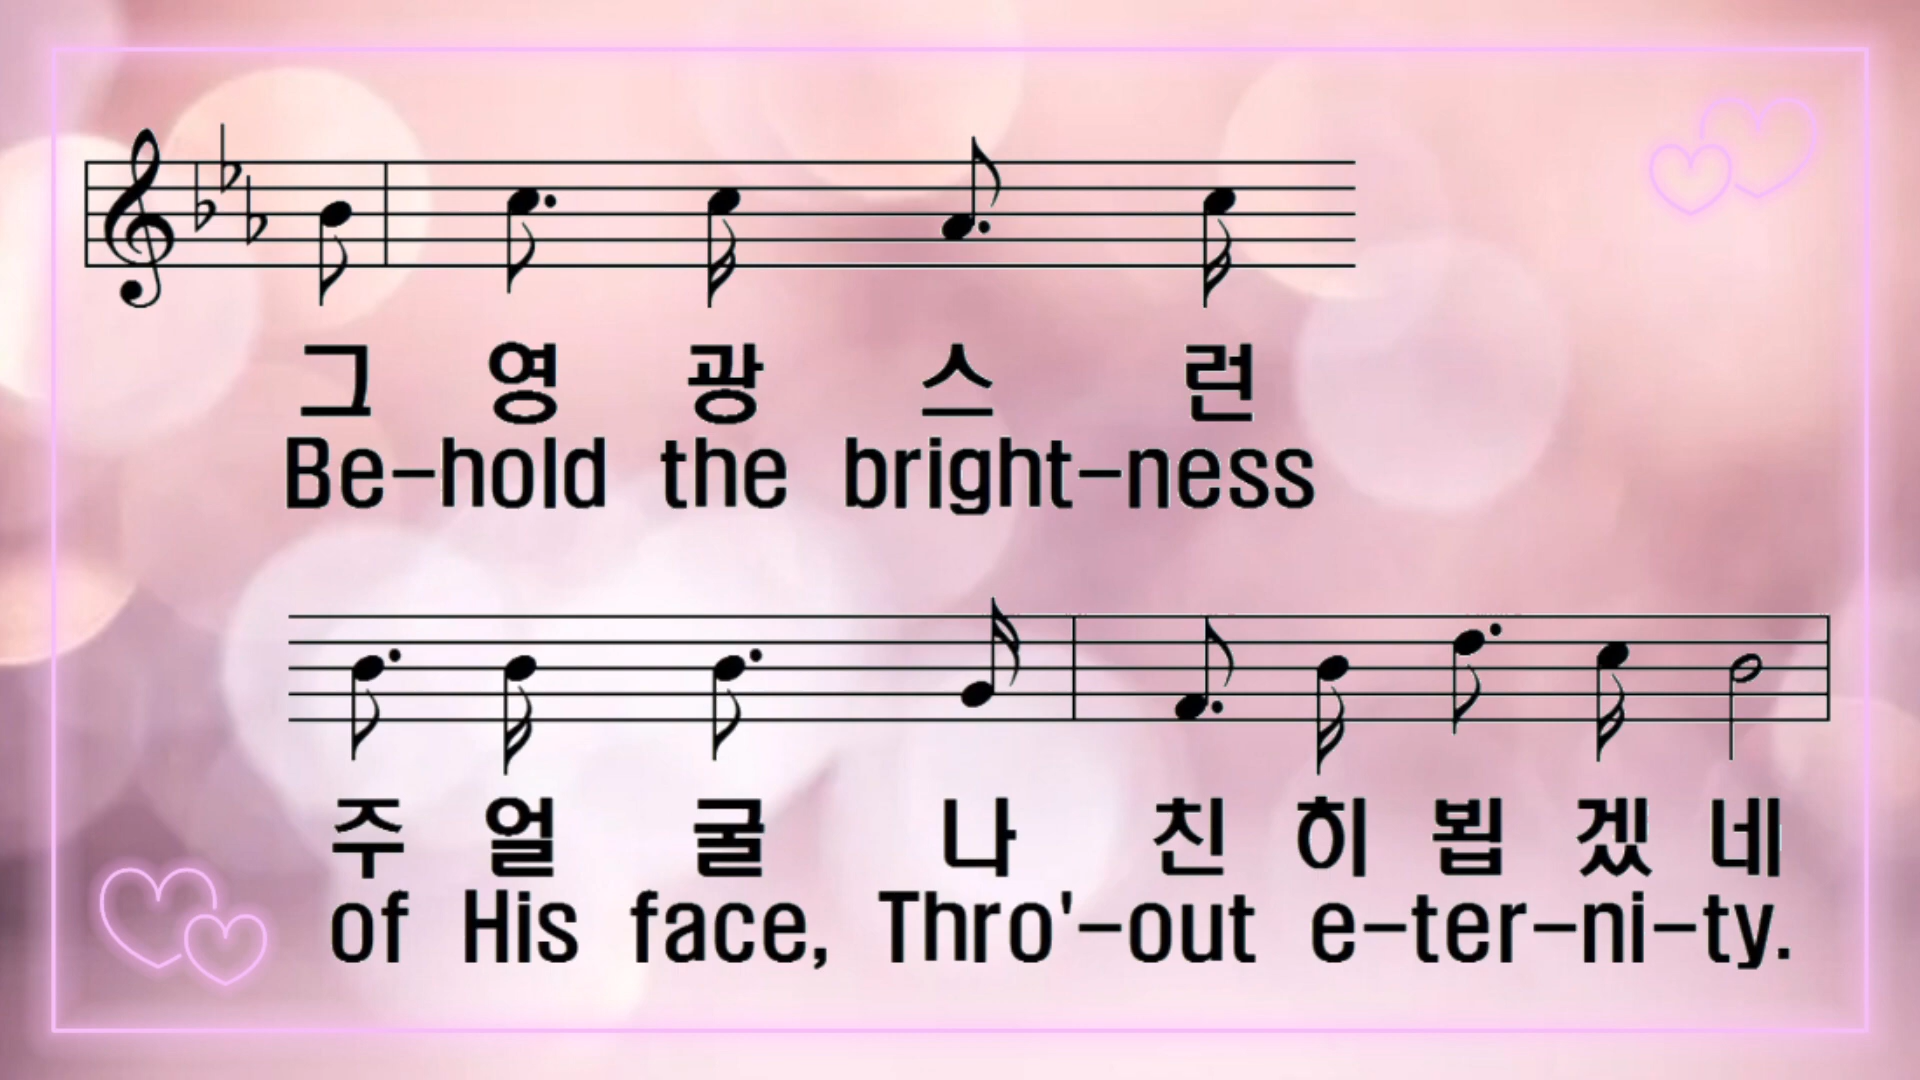 그 영 광 스 런
Be-hold the bright-ness
주 얼 굴 나 친 히 뵙 겠 네
of His face, Thro'-out e-ter-ni-ty.